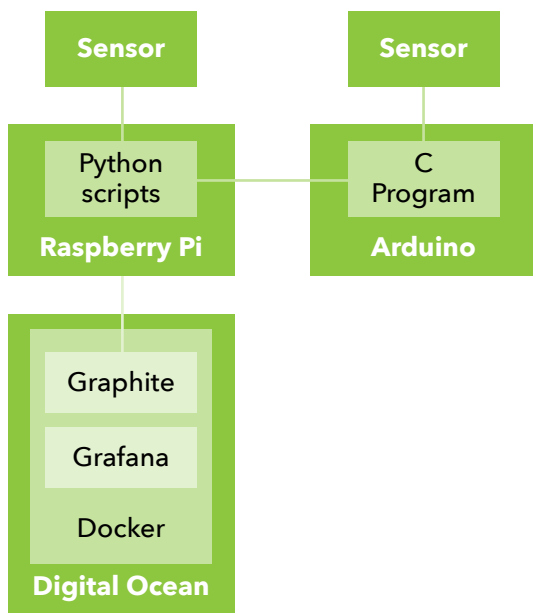 Sensor
Sensor
Python
scripts
C
Program
Raspberry Pi
Arduino
Graphite
Grafana
Docker
Digital Ocean